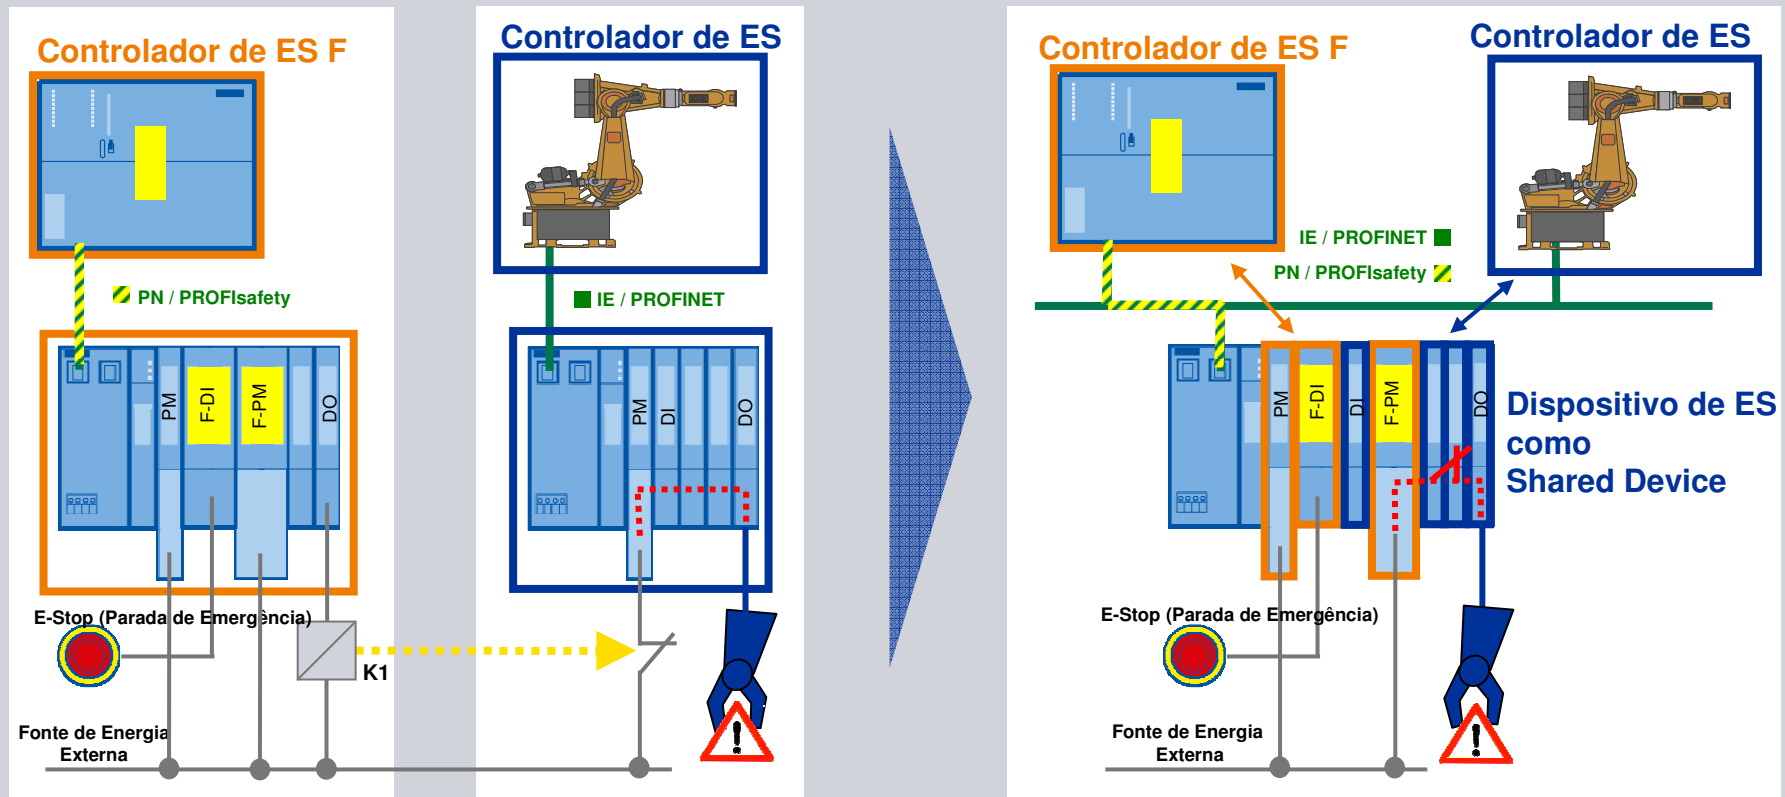 Controlador de ES F
PN / PROFIsafety
PM
F-DI
F-PM
DO
E-Stop (Parada de Emergência)
K1
Fonte de Energia
Externa
Controlador de ES
IE / PROFINET
PM
DI
DO
Controlador de ES F
Controlador de ES
IE / PROFINET
PN / PROFIsafety
PM
F-DI
DI
F-PM
DO
Dispositivo de ES
como
Shared Device
E-Stop (Parada de Emergência)
Fonte de Energia
Externa